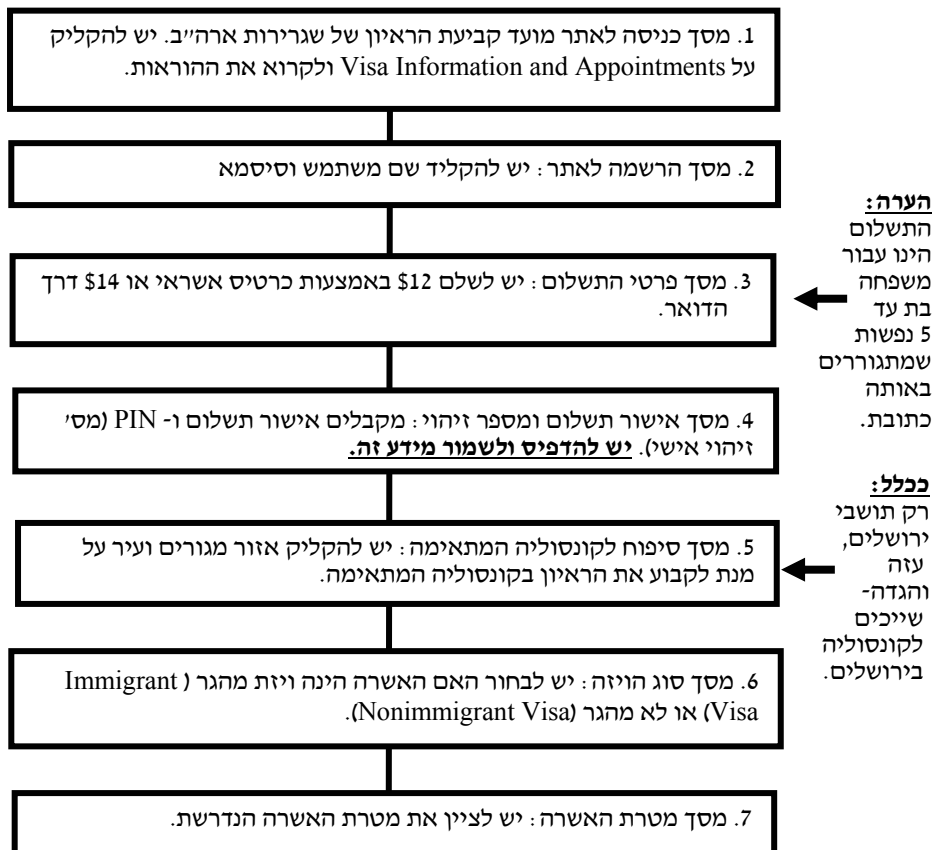 1. מסך כניסה לאתר מועד קביעת הראיון של שגרירות ארה״ב. יש להקליק
על Visa Information and Appointments ולקרוא את ההוראות.
2. מסך הרשמה לאתר: יש להקליד שם משתמש וסיסמא
הערה:
התשלום
הינו עבור
משפחה
בת עד
5 נפשות
שמתגוררים
באותה
כתובת.
3. מסך פרטי התשלום: יש לשלם $12 באמצעות כרטיס אשראי או $14 דרך
הדואר.
4. מסך אישור תשלום ומספר זיהוי: מקבלים אישור תשלום ו- PIN (מס׳
זיהוי אישי). יש להדפיס ולשמור מידע זה.
ככלל:
רק תושבי
ירושלים,
עזה
והגדה-
שייכים
לקונסוליה
בירושלים.
5. מסך סיפוח לקונסוליה המתאימה: יש להקליק אזור מגורים ועיר על
מנת לקבוע את הראיון בקונסוליה המתאימה.
6. מסך סוג הויזה: יש לבחור האם האשרה הינה ויזת מהגר (Immigrant
Visa) או לא מהגר (Nonimmigrant Visa).
7. מסך מטרת האשרה: יש לציין את מטרת האשרה הנדרשת.